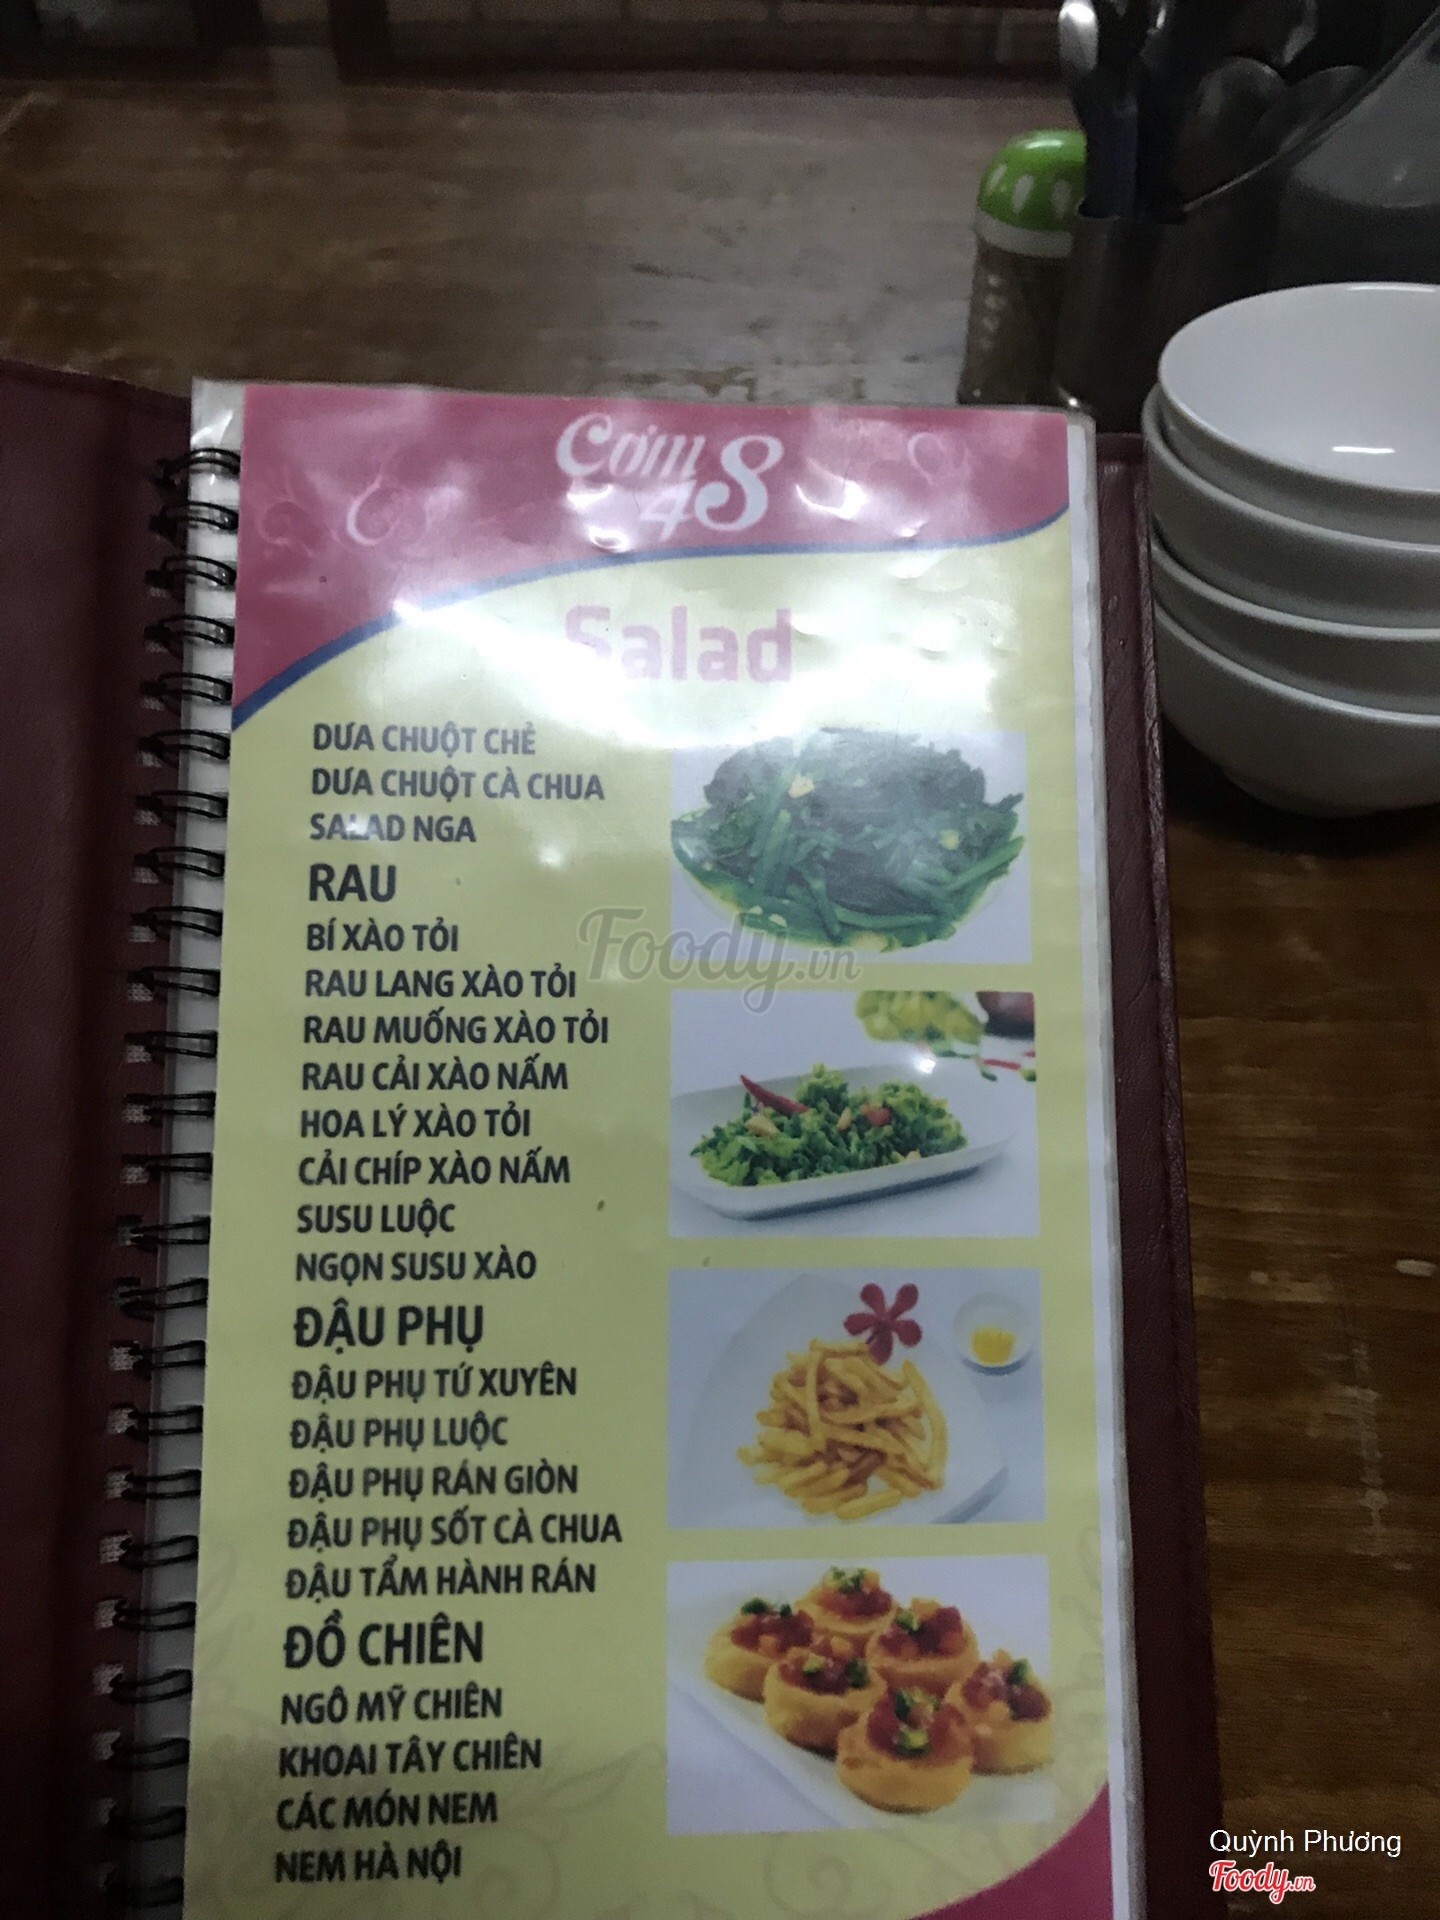 Cơm
48
Salad
DƯA CHUỘT CHẺ
DƯA CHUỘT CÀ CHUA
SALAD NGA
RAU
BÍ XÀO TỎI
RAU LANG XÀO TỎI
RAU MUỐNG XÀO TỎI
RAU CẢI XÀO NẤM
HOA LÝ XÀO TỎI
CẢI CHÍP XÀO NẤM
SUSU LUỘC
NGỌN SUSU XÀO
ĐẬU PHỤ
ĐẬU PHỤ TỨ XUYÊN
ĐẬU PHỤ LUỘC
ĐẬU PHỤ RÁN GIÒN
ĐẬU PHỤ SỐT CÀ CHUA
ĐẬU TẨM HÀNH RÁN
ĐỒ CHIÊN
NGÔ MỸ CHIÊN
KHOAI TÂY CHIÊN
CÁC MÓN NEM
NEM HÀ NỘI
Foody.vn
Quỳnh Phương
Foody.vn